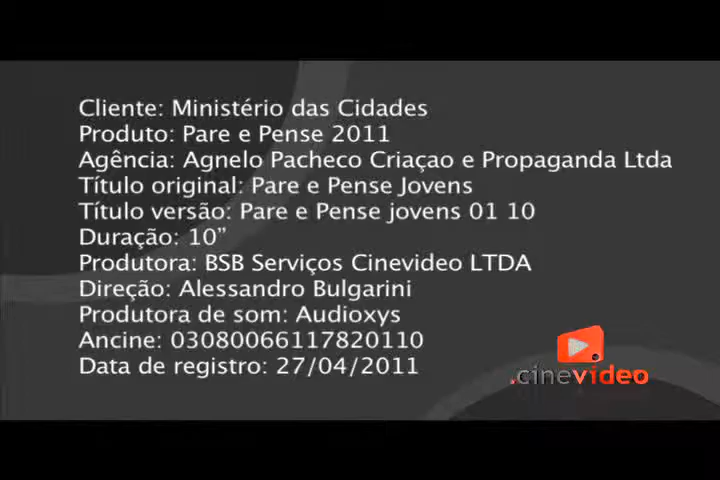 Cliente: Ministério das Cidades
Produto: Pare e Pense 2011
Agência: Agnelo Pacheco Criaçao e Propaganda Ltda
Título original: Pare e Pense Jovens
Título versão: Pare e Pense jovens 01 10
Duração: 10”
Produtora: BSB Serviços Cinevideo LTDA
Direção: Alessandro Bulgarini
Produtora de som: Audioxys
Ancine: 03080066117820110
Data de registro: 27/04/2011
.cinevídeo